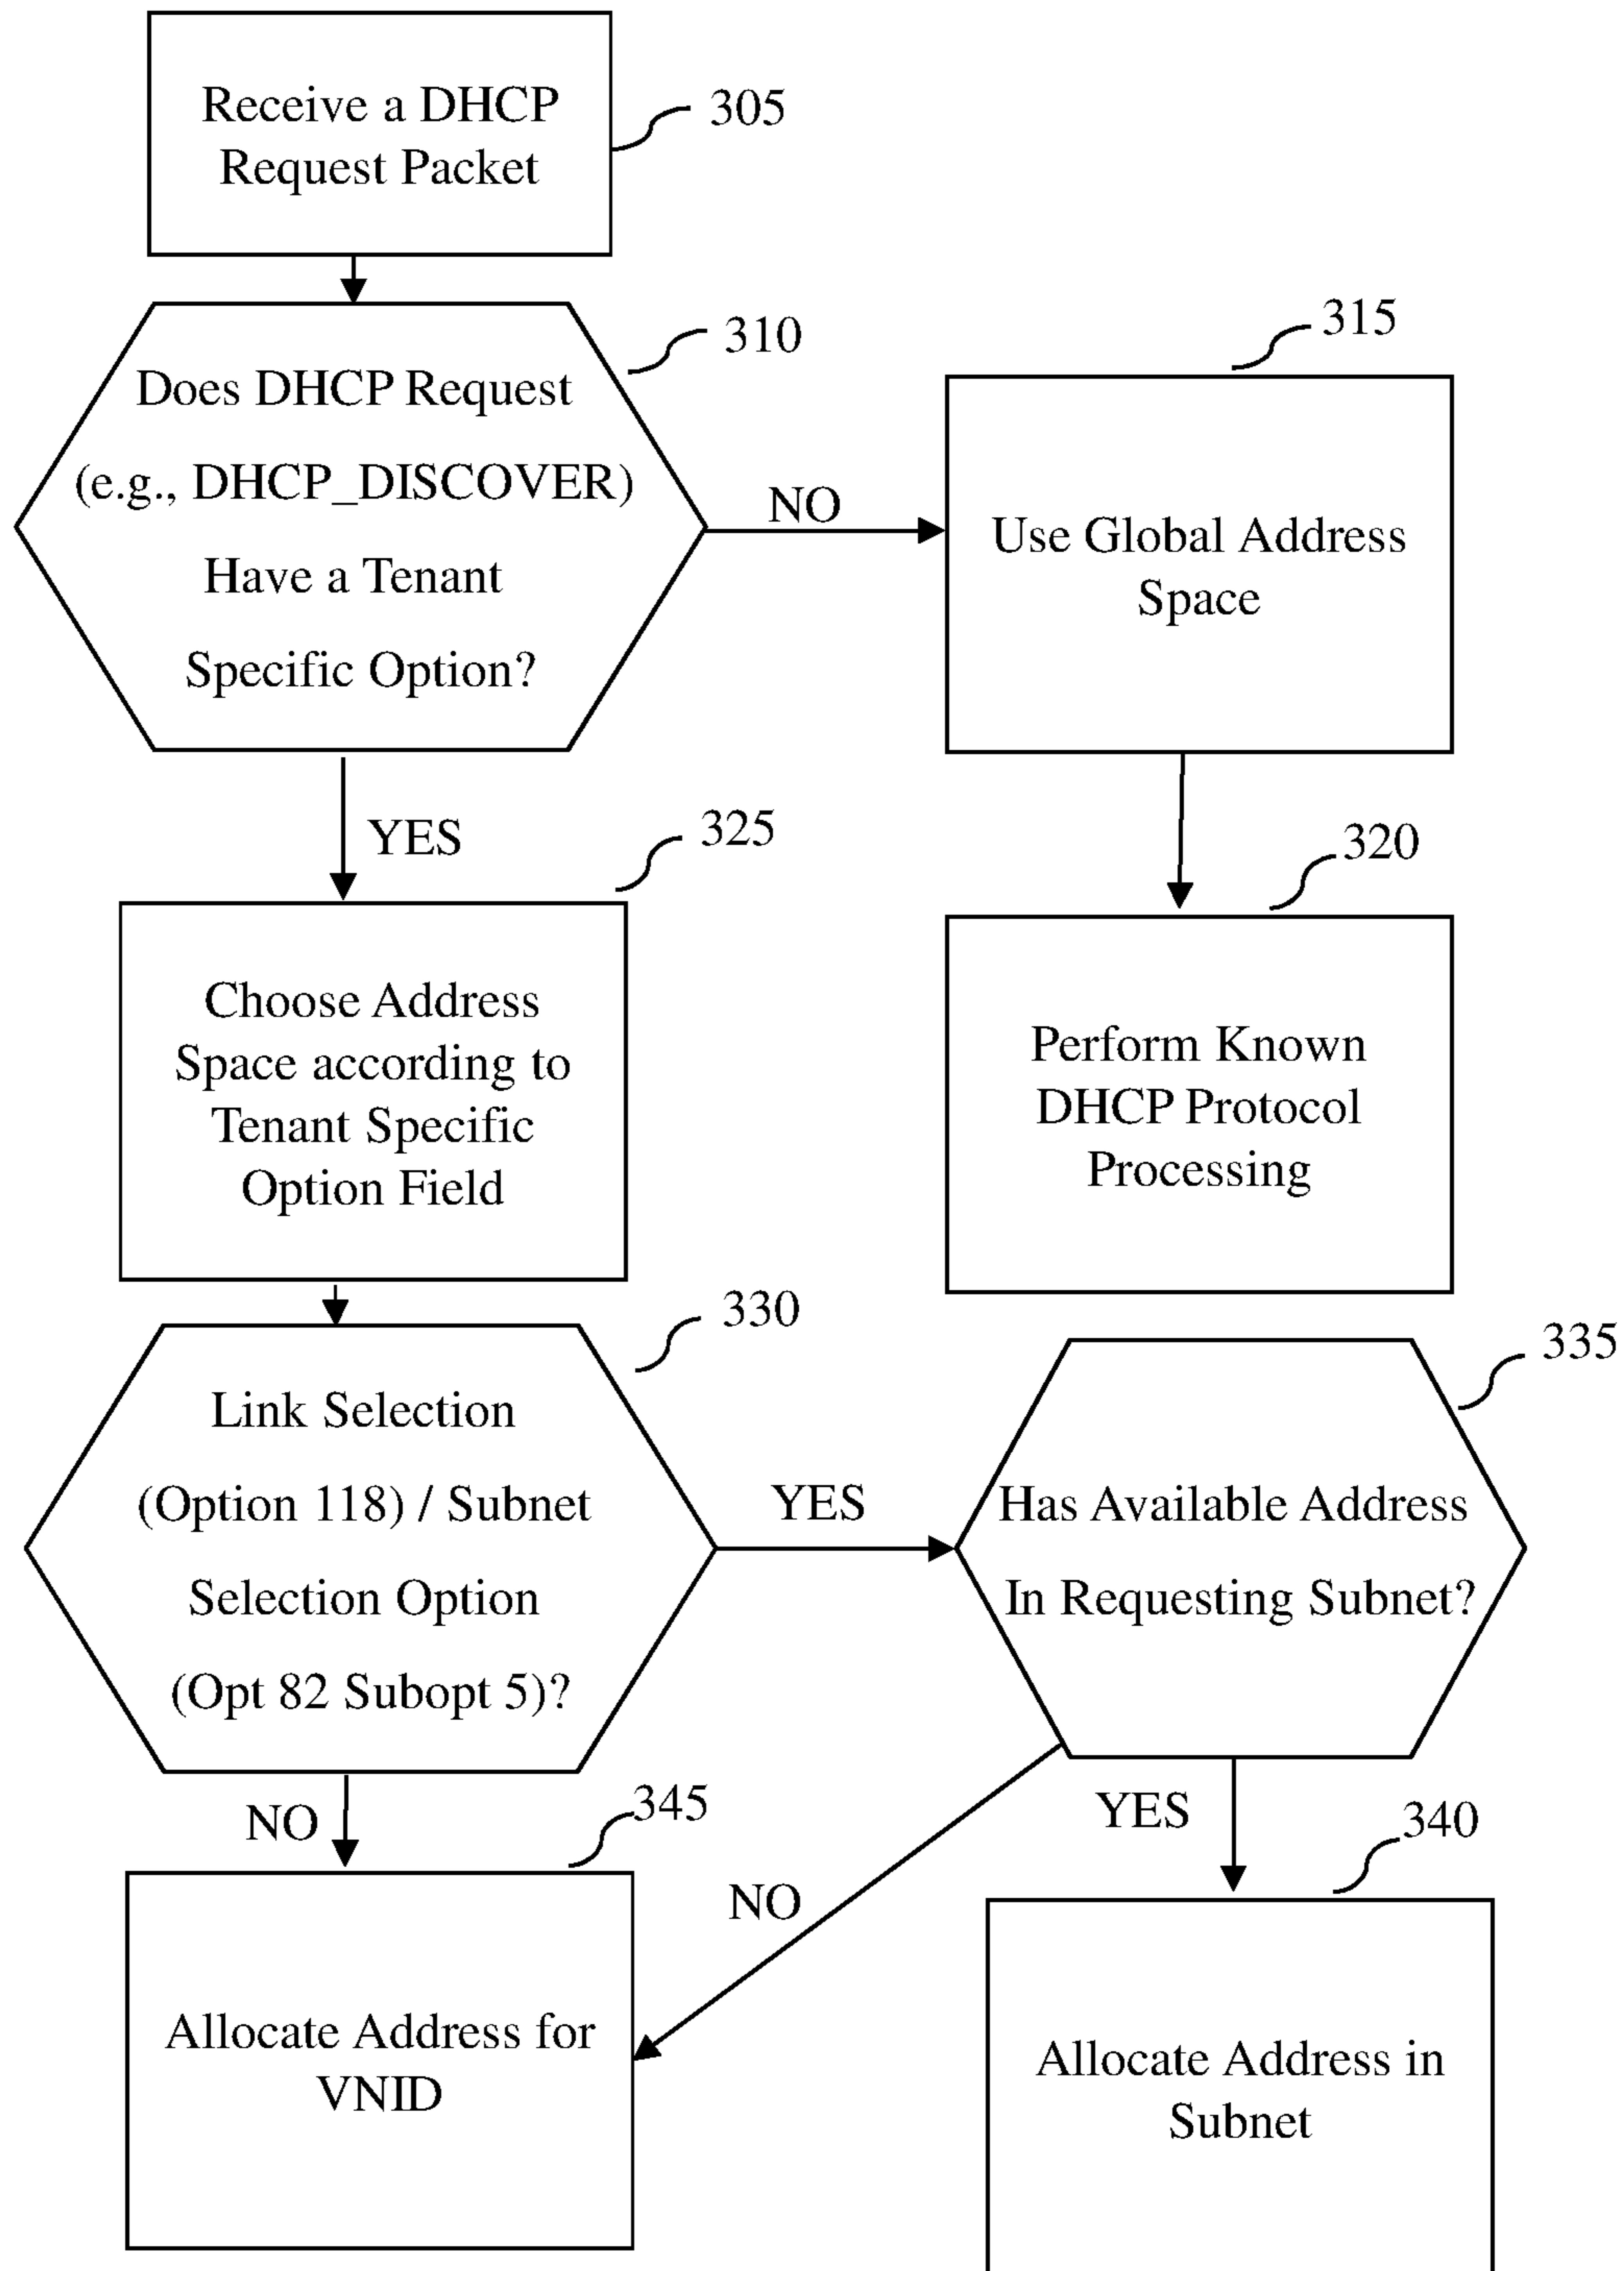 Receive a DHCP
Request Packet
305
Does DHCP Request
(e.g., DHCP_DISCOVER)
Have a Tenant
Specific Option?
310
NO
315
Use Global Address
Space
YES
325
Choose Address
Space according to
Tenant Specific
Option Field
320
Perform Known
DHCP Protocol
Processing
330
Link Selection
(Option 118) / Subnet
Selection Option
(Opt 82 Subopt 5)?
YES
335
Has Available Address
In Requesting Subnet?
NO
345
Allocate Address for
VNID
NO
YES
340
Allocate Address in
Subnet